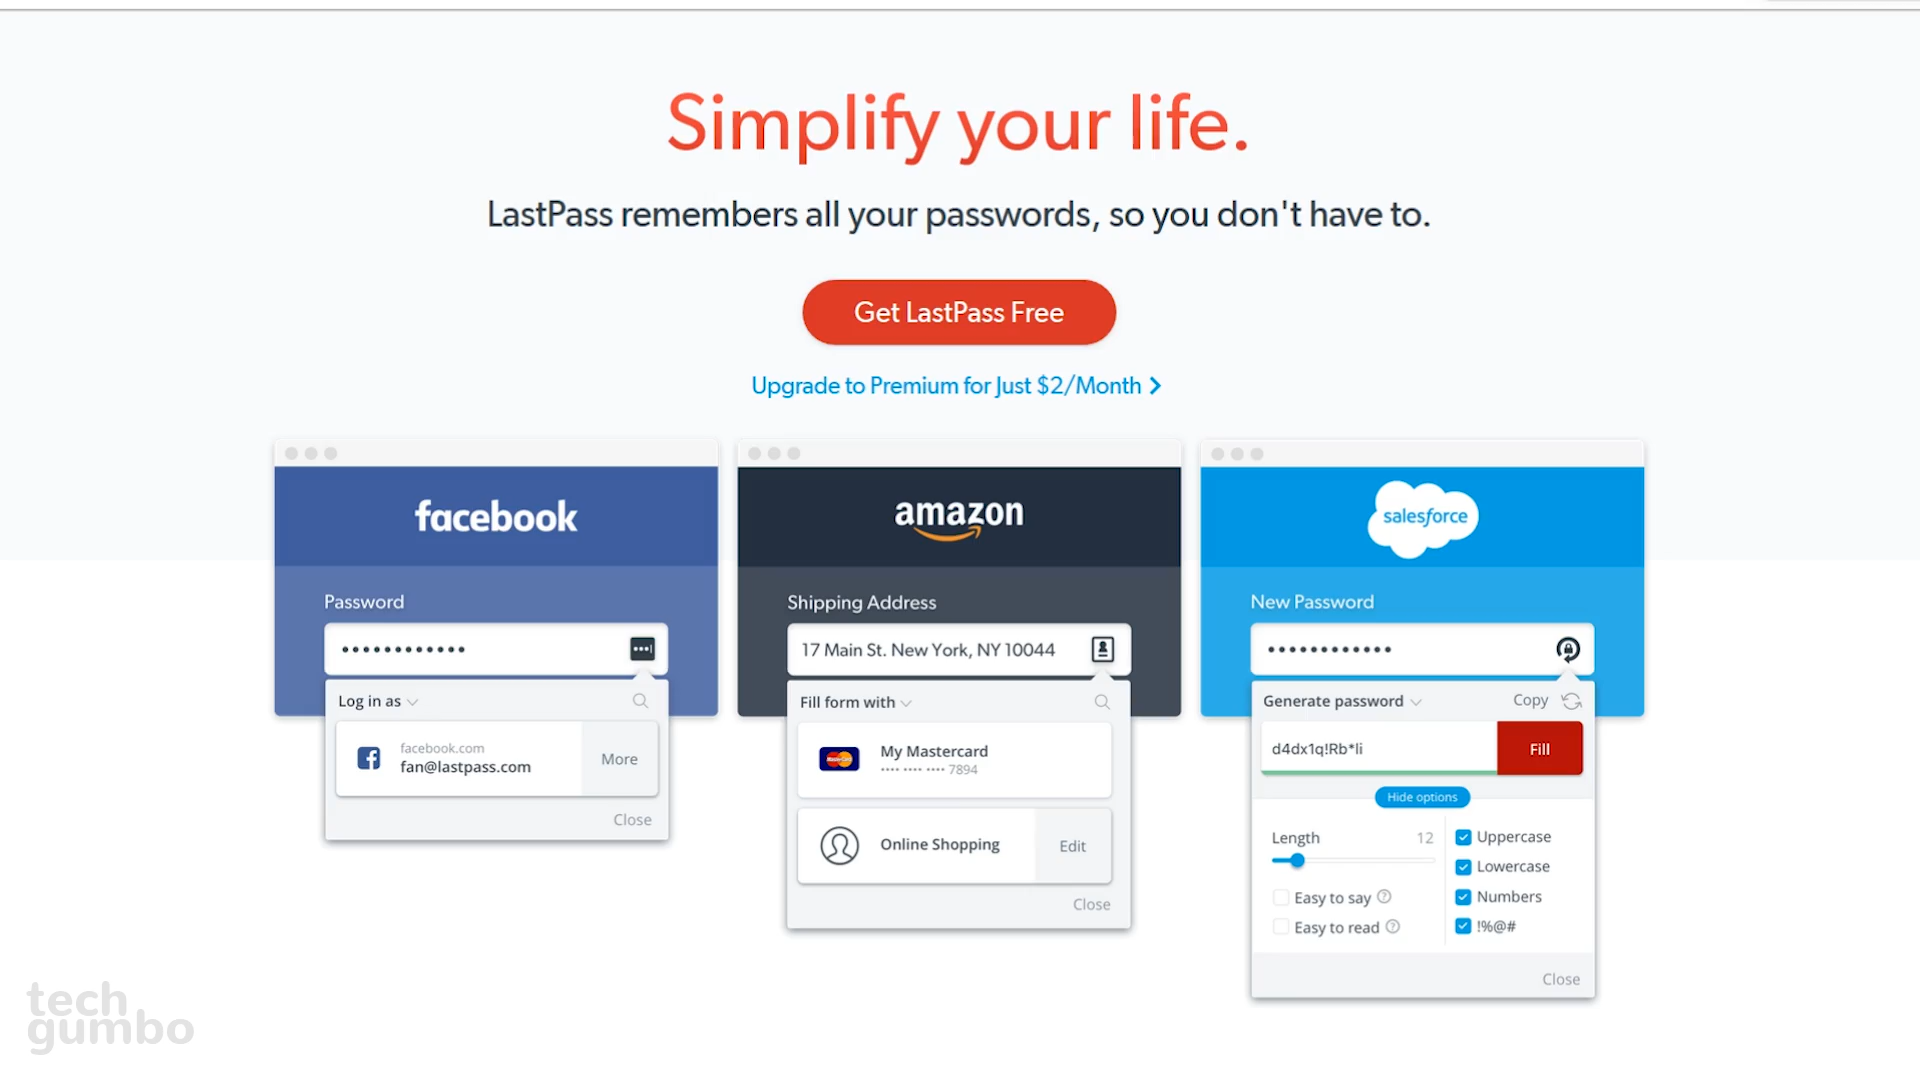 Simplify your life.
LastPass remembers all your passwords, so you don't have to.
Get LastPass Free
Upgrade to Premium for Just $2/Month
facebook
Password
Log in as
facebook.com
fan@lastpass.com
More
Close
amazon
Shipping Address
17 Main St. New York, NY 10044
Fill form with
My Mastercard
•••• •••• •••• 7894
Online Shopping
Edit
Close
salesforce
New Password
Generate password
Copy
d4dx1q!Rb*li
Fill
Hide options
Length 12
Easy to say
Easy to read
Uppercase
Lowercase
Numbers
!%@#
Close
tech
gumbo